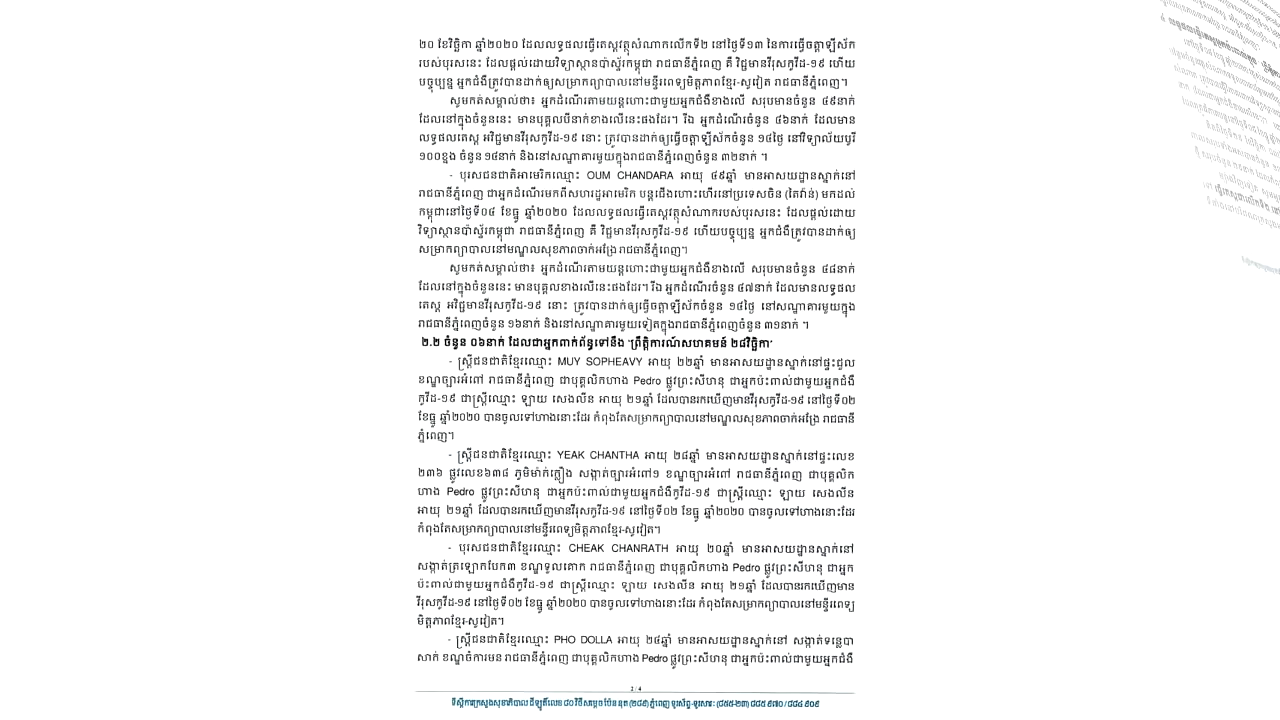 ២០ ខែវិច្ឆិកា ឆ្នាំ២០២០ ដែលលទ្ធផលធ្វើតេស្តវត្ថុសំណាកលើកទី២ នៅថ្ងៃទី១៣ នៃការធ្វើចត្តាឡីស័ក
របស់បុរសនេះ ដែលផ្តល់ដោយវិទ្យាស្ថានប៉ាស្ទ័រកម្ពុជា រាជធានីភ្នំពេញ គឺ វិជ្ជមានវីរុសកូវីដ-១៩ ហើយ
បច្ចុប្បន្ន អ្នកជំងឺត្រូវបានដាក់ឲ្យសម្រាកព្យាបាលនៅមន្ទីរពេទ្យមិត្តភាពខ្មែរ-សូវៀត រាជធានីភ្នំពេញ។
សូមកត់សម្គាល់ថា៖ អ្នកដំណើរតាមយន្តហោះជាមួយអ្នកជំងឺខាងលើ សរុបមានចំនួន ៤៩នាក់
ដែលនៅក្នុងចំនួននេះ មានបុគ្គលបីនាក់ខាងលើនេះផងដែរ។ រីឯ អ្នកដំណើរចំនួន ៤៦នាក់ ដែលមាន
លទ្ធផលតេស្ត អវិជ្ជមានវីរុសកូវីដ-១៩ នោះ ត្រូវបានដាក់ឲ្យធ្វើចត្តាឡីស័កចំនួន ១៤ថ្ងៃ នៅវិទ្យាល័យបូរី
១០០ខ្នង ចំនួន ១៤នាក់ និងនៅសណ្ឋាគារមួយក្នុងរាជធានីភ្នំពេញចំនួន ៣២នាក់ ។
- បុរសជនជាតិអាមេរិកឈ្មោះ OUM CHANDARA អាយុ ៤៩ឆ្នាំ មានអាសយដ្ឋានស្នាក់នៅ
រាជធានីភ្នំពេញ ជាអ្នកដំណើរមកពីសហរដ្ឋអាមេរិក បន្តជើងហោះហើរនៅប្រទេសចិន (តៃវ៉ាន់) មកដល់
កម្ពុជានៅថ្ងៃទី០៤ ខែធ្នូ ឆ្នាំ២០២០ ដែលលទ្ធផលធ្វើតេស្តវត្ថុសំណាករបស់បុរសនេះ ដែលផ្តល់ដោយ
វិទ្យាស្ថានប៉ាស្ទ័រកម្ពុជា រាជធានីភ្នំពេញ គឺ វិជ្ជមានវីរុសកូវីដ-១៩ ហើយបច្ចុប្បន្ន អ្នកជំងឺត្រូវបានដាក់ឲ្យ
សម្រាកព្យាបាលនៅមណ្ឌលសុខភាពចាក់អង្រែ រាជធានីភ្នំពេញ។
សូមកត់សម្គាល់ថា៖ អ្នកដំណើរតាមយន្តហោះជាមួយអ្នកជំងឺខាងលើ សរុបមានចំនួន ៤៨នាក់
ដែលនៅក្នុងចំនួននេះ មានបុគ្គលខាងលើនេះផងដែរ។ រីឯ អ្នកដំណើរចំនួន ៤៧នាក់ ដែលមានលទ្ធផល
តេស្ត អវិជ្ជមានវីរុសកូវីដ-១៩ នោះ ត្រូវបានដាក់ឲ្យធ្វើចត្តាឡីស័កចំនួន ១៤ថ្ងៃ នៅសណ្ឋាគារមួយក្នុង
រាជធានីភ្នំពេញចំនួន ១៦នាក់ និងនៅសណ្ឋាគារមួយទៀតក្នុងរាជធានីភ្នំពេញចំនួន ៣១នាក់ ។
២.២ ចំនួន ០៦នាក់ ដែលជាអ្នកពាក់ព័ន្ធទៅនឹង "ព្រឹត្តិការណ៍សហគមន៍ ២៨វិច្ឆិកា"
- ស្ត្រីជនជាតិខ្មែរឈ្មោះ MUY SOPHEAVY អាយុ ២២ឆ្នាំ មានអាសយដ្ឋានស្នាក់នៅផ្ទះជួល
ខណ្ឌច្បារអំពៅ រាជធានីភ្នំពេញ ជាបុគ្គលិកហាង Pedro ផ្លូវព្រះសីហនុ ជាអ្នកប៉ះពាល់ជាមួយអ្នកជំងឺ
កូវីដ-១៩ ជាស្ត្រីឈ្មោះ ឡាយ សេងលីន អាយុ ២១ឆ្នាំ ដែលបានរកឃើញមានវីរុសកូវីដ-១៩ នៅថ្ងៃទី០២
ខែធ្នូ ឆ្នាំ២០២០ បានចូលទៅហាងនោះដែរ កំពុងតែសម្រាកព្យាបាលនៅមណ្ឌលសុខភាពចាក់អង្រែ រាជធានី
ភ្នំពេញ។
- ស្ត្រីជនជាតិខ្មែរឈ្មោះ YEAK CHANTHA អាយុ ២៨ឆ្នាំ មានអាសយដ្ឋានស្នាក់នៅផ្ទះលេខ
២៣៦ ផ្លូវលេខ៦៣៨ ភូមិម៉ាក់ក្លឿង សង្កាត់ច្បារអំពៅ១ ខណ្ឌច្បារអំពៅ រាជធានីភ្នំពេញ ជាបុគ្គលិក
ហាង Pedro ផ្លូវព្រះសីហនុ ជាអ្នកប៉ះពាល់ជាមួយអ្នកជំងឺកូវីដ-១៩ ជាស្ត្រីឈ្មោះ ឡាយ សេងលីន
អាយុ ២១ឆ្នាំ ដែលបានរកឃើញមានវីរុសកូវីដ-១៩ នៅថ្ងៃទី០២ ខែធ្នូ ឆ្នាំ២០២០ បានចូលទៅហាងនោះដែរ
កំពុងតែសម្រាកព្យាបាលនៅមន្ទីរពេទ្យមិត្តភាពខ្មែរ-សូវៀត។
- បុរសជនជាតិខ្មែរឈ្មោះ CHEAK CHANRATH អាយុ ២០ឆ្នាំ មានអាសយដ្ឋានស្នាក់នៅ
សង្កាត់ត្រឡោកបែក៣ ខណ្ឌទួលគោក រាជធានីភ្នំពេញ ជាបុគ្គលិកហាង Pedro ផ្លូវព្រះសីហនុ ជាអ្នក
ប៉ះពាល់ជាមួយអ្នកជំងឺកូវីដ-១៩ ជាស្ត្រីឈ្មោះ ឡាយ សេងលីន អាយុ ២១ឆ្នាំ ដែលបានរកឃើញមាន
វីរុសកូវីដ-១៩ នៅថ្ងៃទី០២ ខែធ្នូ ឆ្នាំ២០២០ បានចូលទៅហាងនោះដែរ កំពុងតែសម្រាកព្យាបាលនៅមន្ទីរពេទ្យ
មិត្តភាពខ្មែរ-សូវៀត។
- ស្ត្រីជនជាតិខ្មែរឈ្មោះ PHO DOLLA អាយុ ២៤ឆ្នាំ មានអាសយដ្ឋានស្នាក់នៅ សង្កាត់ទន្លេបា
សាក់ ខណ្ឌចំការមន រាជធានីភ្នំពេញ ជាបុគ្គលិកហាង Pedro ផ្លូវព្រះសីហនុ ជាអ្នកប៉ះពាល់ជាមួយអ្នកជំងឺ
2 / 4
ទីស្តីការក្រសួងសុខាភិបាល ដីឡូតិ៍លេខ ៨០ វិថីសម្តេច ប៉ែន នុត (២៨៩) ភ្នំពេញ ទូរស័ព្ទ-ទូរសារ: (៨៥៥-២៣) ៨៨៥ ៩៧០ / ៨៨៤ ៩០៩